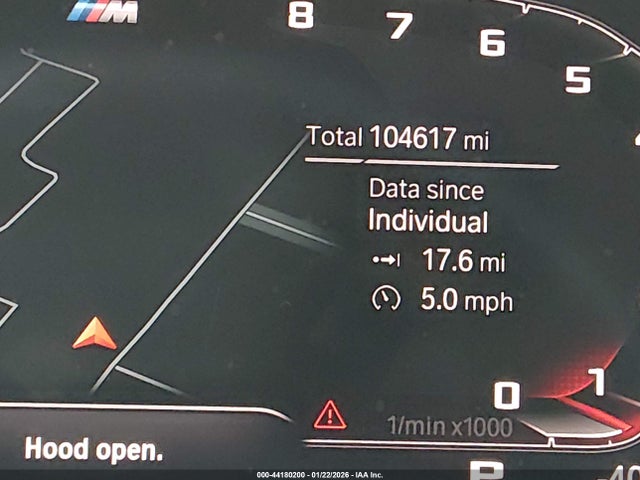 M
8
7
6
5
Total 104617 mi
Data since
Individual
17.6 mi
5.0 mph
0
1
1/min x1000
Hood open.
P
-40
000-44180200 - 01/22/2026 - IAA Inc.